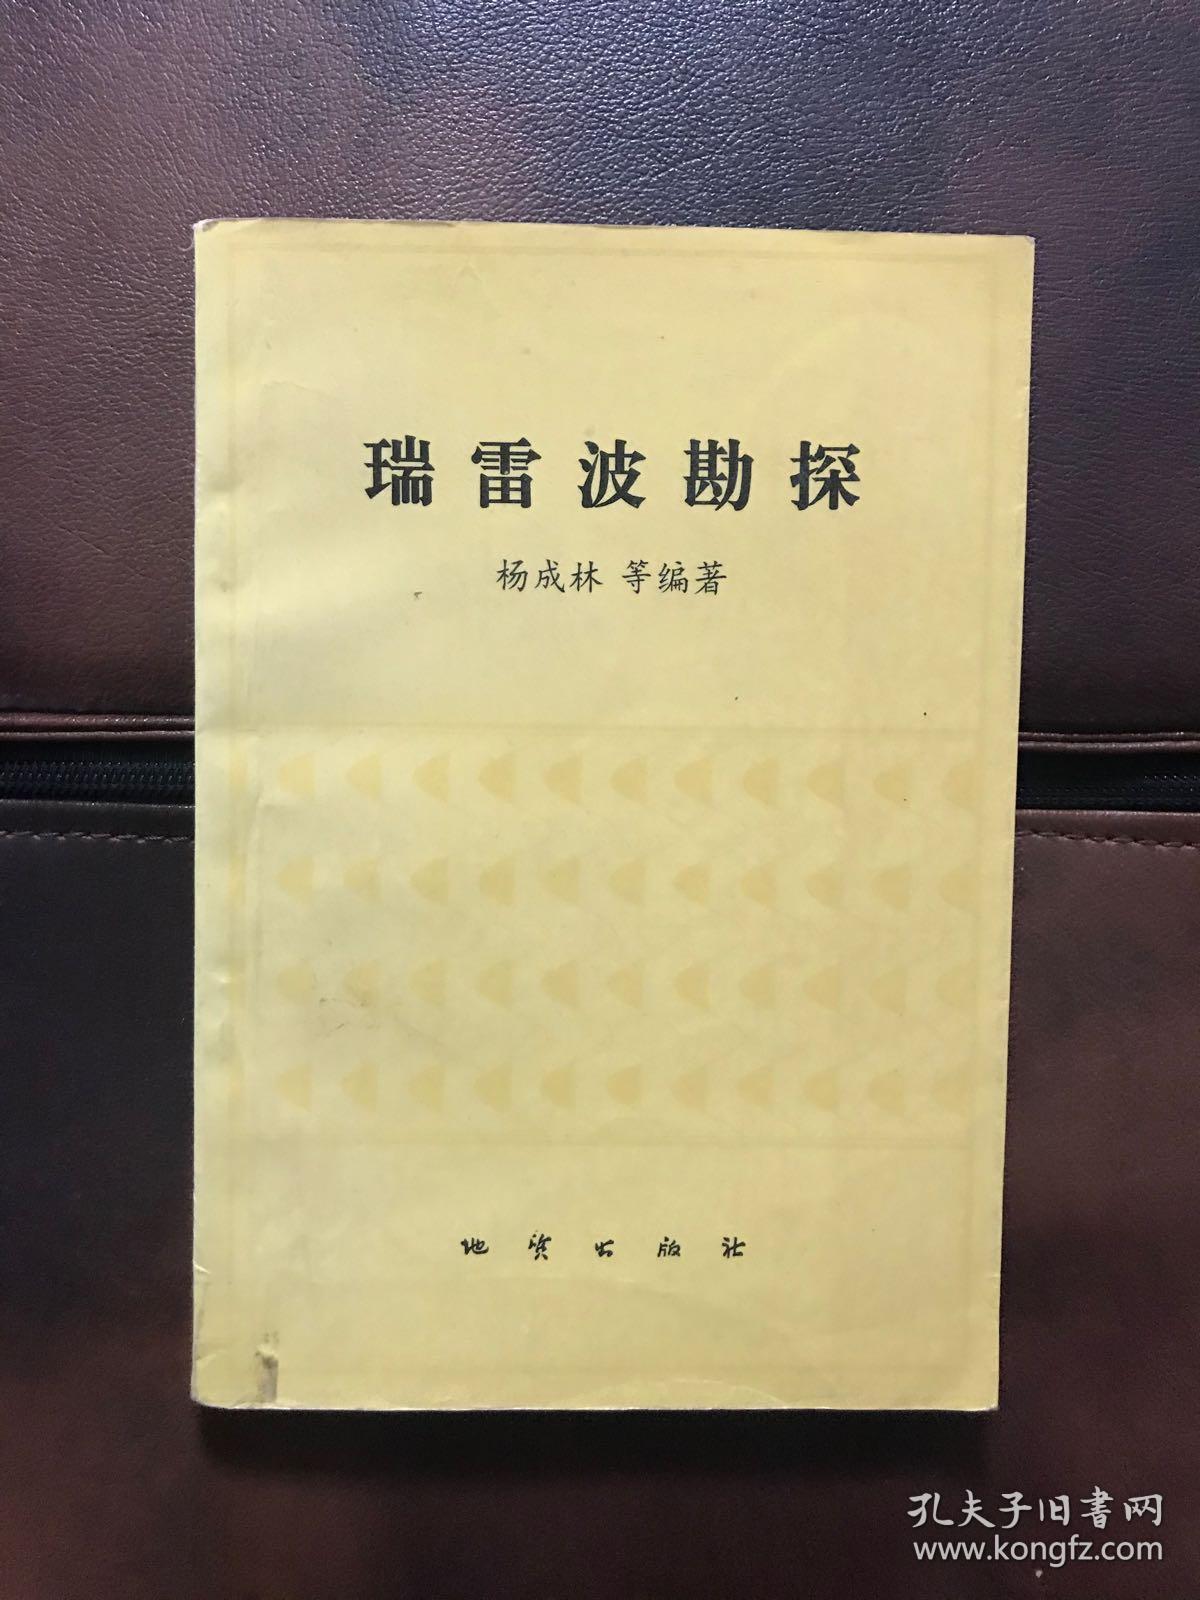 瑞雷波勘探
杨成林 等编著
地质出版社
孔夫子旧书网
www.kongfz.com